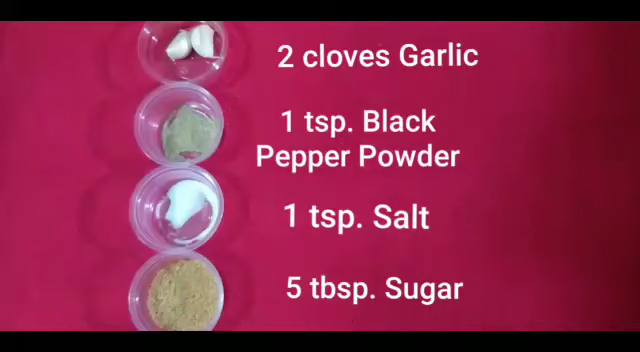 2 cloves Garlic
1 tsp. Black
Pepper Powder
1 tsp. Salt
5 tbsp. Sugar